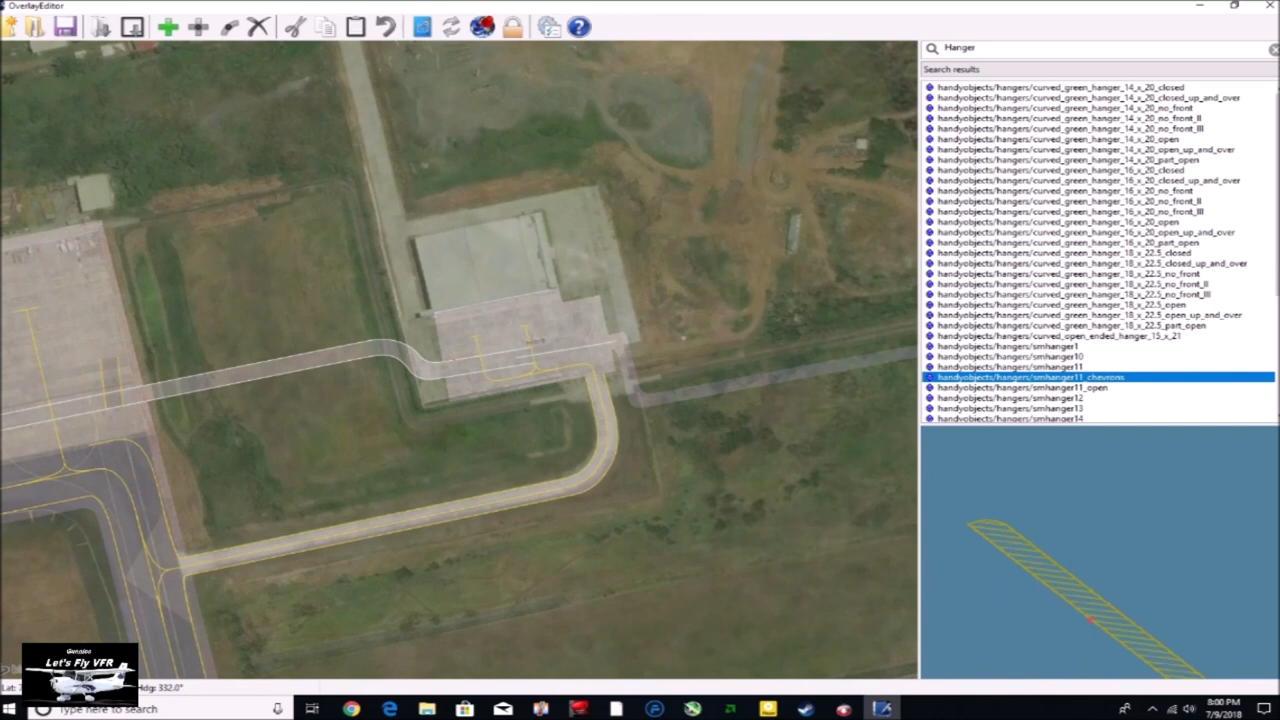 OverlayEditor
Hanger
Search results
handyobjects/hangers/curved_green_hanger_14_x_20_closed
handyobjects/hangers/curved_green_hanger_14_x_20_closed_up_and_over
handyobjects/hangers/curved_green_hanger_14_x_20_no_front
handyobjects/hangers/curved_green_hanger_14_x_20_no_front_II
handyobjects/hangers/curved_green_hanger_14_x_20_no_front_III
handyobjects/hangers/curved_green_hanger_14_x_20_open
handyobjects/hangers/curved_green_hanger_14_x_20_open_up_and_over
handyobjects/hangers/curved_green_hanger_14_x_20_part_open
handyobjects/hangers/curved_green_hanger_16_x_20_closed
handyobjects/hangers/curved_green_hanger_16_x_20_closed_up_and_over
handyobjects/hangers/curved_green_hanger_16_x_20_no_front
handyobjects/hangers/curved_green_hanger_16_x_20_no_front_II
handyobjects/hangers/curved_green_hanger_16_x_20_no_front_III
handyobjects/hangers/curved_green_hanger_16_x_20_open
handyobjects/hangers/curved_green_hanger_16_x_20_open_up_and_over
handyobjects/hangers/curved_green_hanger_16_x_20_part_open
handyobjects/hangers/curved_green_hanger_18_x_22.5_closed
handyobjects/hangers/curved_green_hanger_18_x_22.5_closed_up_and_over
handyobjects/hangers/curved_green_hanger_18_x_22.5_no_front
handyobjects/hangers/curved_green_hanger_18_x_22.5_no_front_II
handyobjects/hangers/curved_green_hanger_18_x_22.5_no_front_III
handyobjects/hangers/curved_green_hanger_18_x_22.5_open
handyobjects/hangers/curved_green_hanger_18_x_22.5_open_up_and_over
handyobjects/hangers/curved_green_hanger_18_x_22.5_part_open
handyobjects/hangers/curved_open_ended_hanger_15_x_21
handyobjects/hangers/smhanger1
handyobjects/hangers/smhanger10
handyobjects/hangers/smhanger11
handyobjects/hangers/smhanger11_chevrons
handyobjects/hangers/smhanger11_open
handyobjects/hangers/smhanger12
handyobjects/hangers/smhanger13
handyobjects/hangers/smhanger14
Let's Fly VFR
Lat: 7
Hdg: 332.0°
Type here to search
8:00 PM
7/9/2018